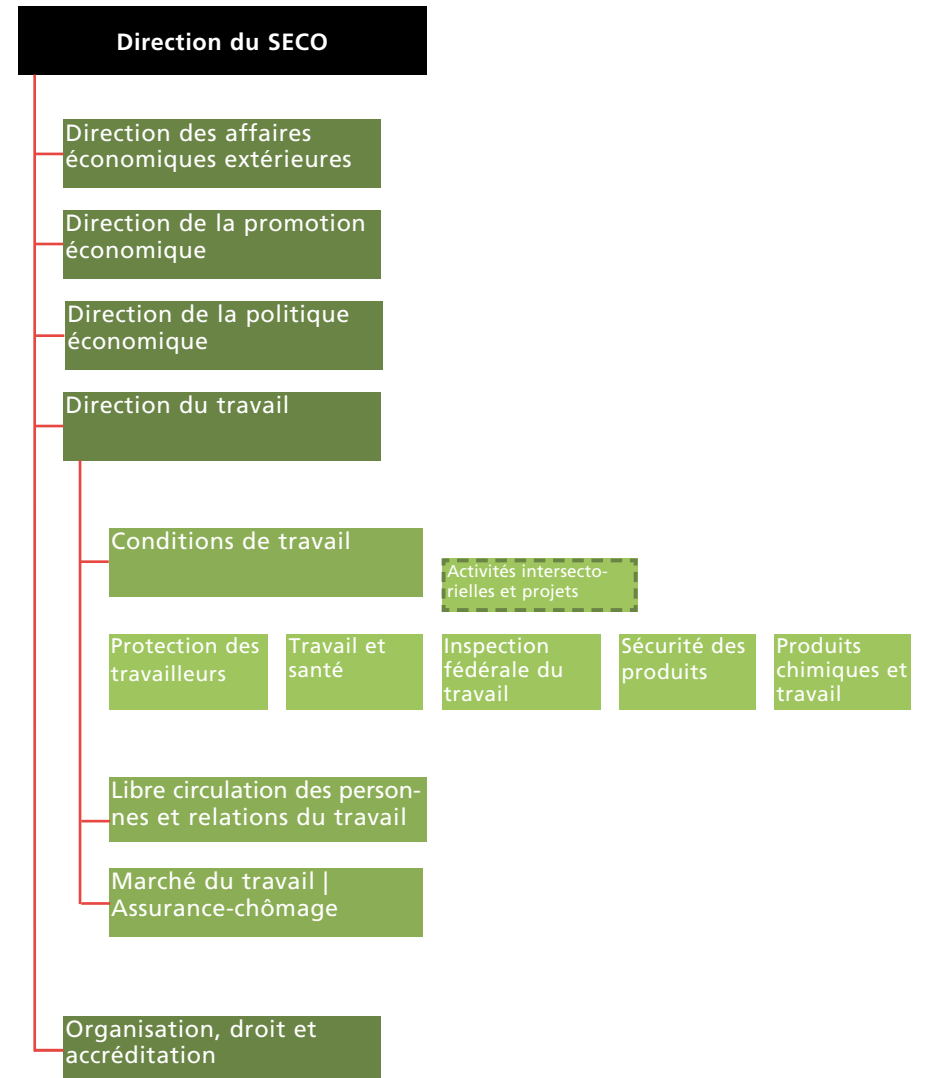 Direction du SECO
Direction des affaires
économiques extérieures
Direction de la promotion
économique
Direction de la politique
économique
Direction du travail
Conditions de travail
Activités intersecto-
rielles et projets
Protection des
travailleurs
Travail et
santé
Inspection
fédérale du
travail
Sécurité des
produits
Produits
chimiques et
travail
Libre circulation des person-
nes et relations du travail
Marché du travail |
Assurance-chômage
Organisation, droit et
accréditation